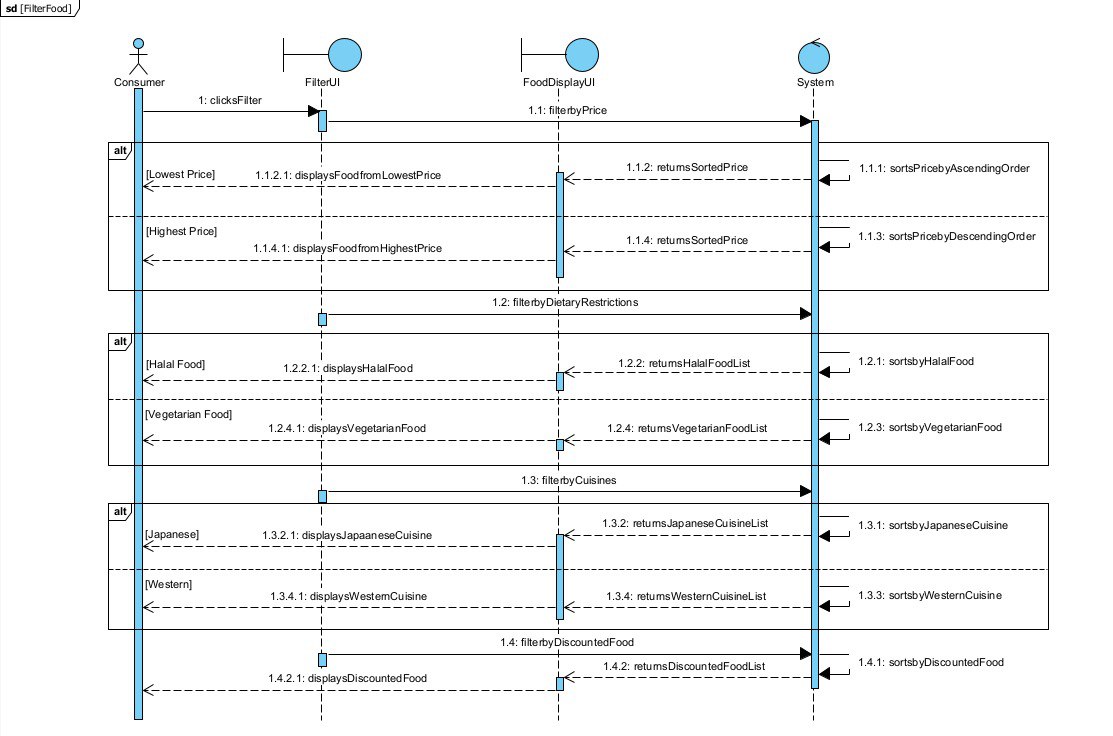 sd [FilterFood]
Consumer
FilterUI
FoodDisplayUI
System
1: clicksFilter
1.1: filterbyPrice
alt
[Lowest Price]
1.1.2.1: displaysFoodfromLowestPrice
1.1.2: returnsSortedPrice
1.1.1: sortsPricebyAscendingOrder
[Highest Price]
1.1.4.1: displaysFoodfromHighestPrice
1.1.4: returnsSortedPrice
1.1.3: sortsPricebyDescendingOrder
1.2: filterbyDietaryRestrictions
alt
[Halal Food]
1.2.2.1: displaysHalalFood
1.2.2: returnsHalalFoodList
1.2.1: sortsbyHalalFood
[Vegetarian Food]
1.2.4.1: displaysVegetarianFood
1.2.4: returnsVegetarianFoodList
1.2.3: sortsbyVegetarianFood
1.3: filterbyCuisines
alt
[Japanese]
1.3.2.1: displaysJapaaneseCuisine
1.3.2: returnsJapaneseCuisineList
1.3.1: sortsbyJapaneseCuisine
[Western]
1.3.4.1: displaysWesternCuisine
1.3.4: returnsWesternCuisineList
1.3.3: sortsbyWesternCuisine
1.4: filterbyDiscountedFood
1.4.2.1: displaysDiscountedFood
1.4.2: returnsDiscountedFoodList
1.4.1: sortsbyDiscountedFood